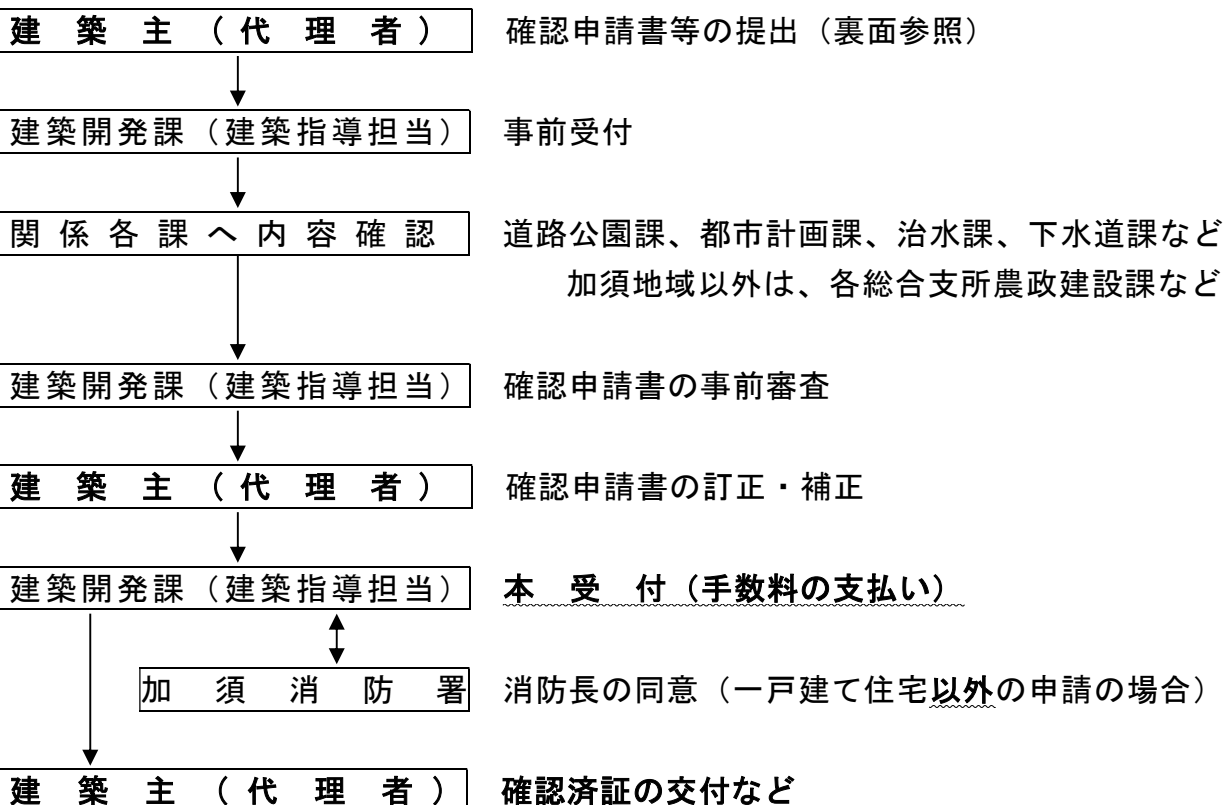 建築主（代理者） 確認申請書等の提出（裏面参照）
建築開発課（建築指導担当） 事前受付
関係各課へ内容確認 道路公園課、都市計画課、治水課、下水道課など
加須地域以外は、各総合支所農政建設課など
建築開発課（建築指導担当） 確認申請書の事前審査
建築主（代理者） 確認申請書の訂正・補正
建築開発課（建築指導担当） 本受付（手数料の支払い）
加須消防署 消防長の同意（一戸建て住宅以外の申請の場合）
建築主（代理者） 確認済証の交付など